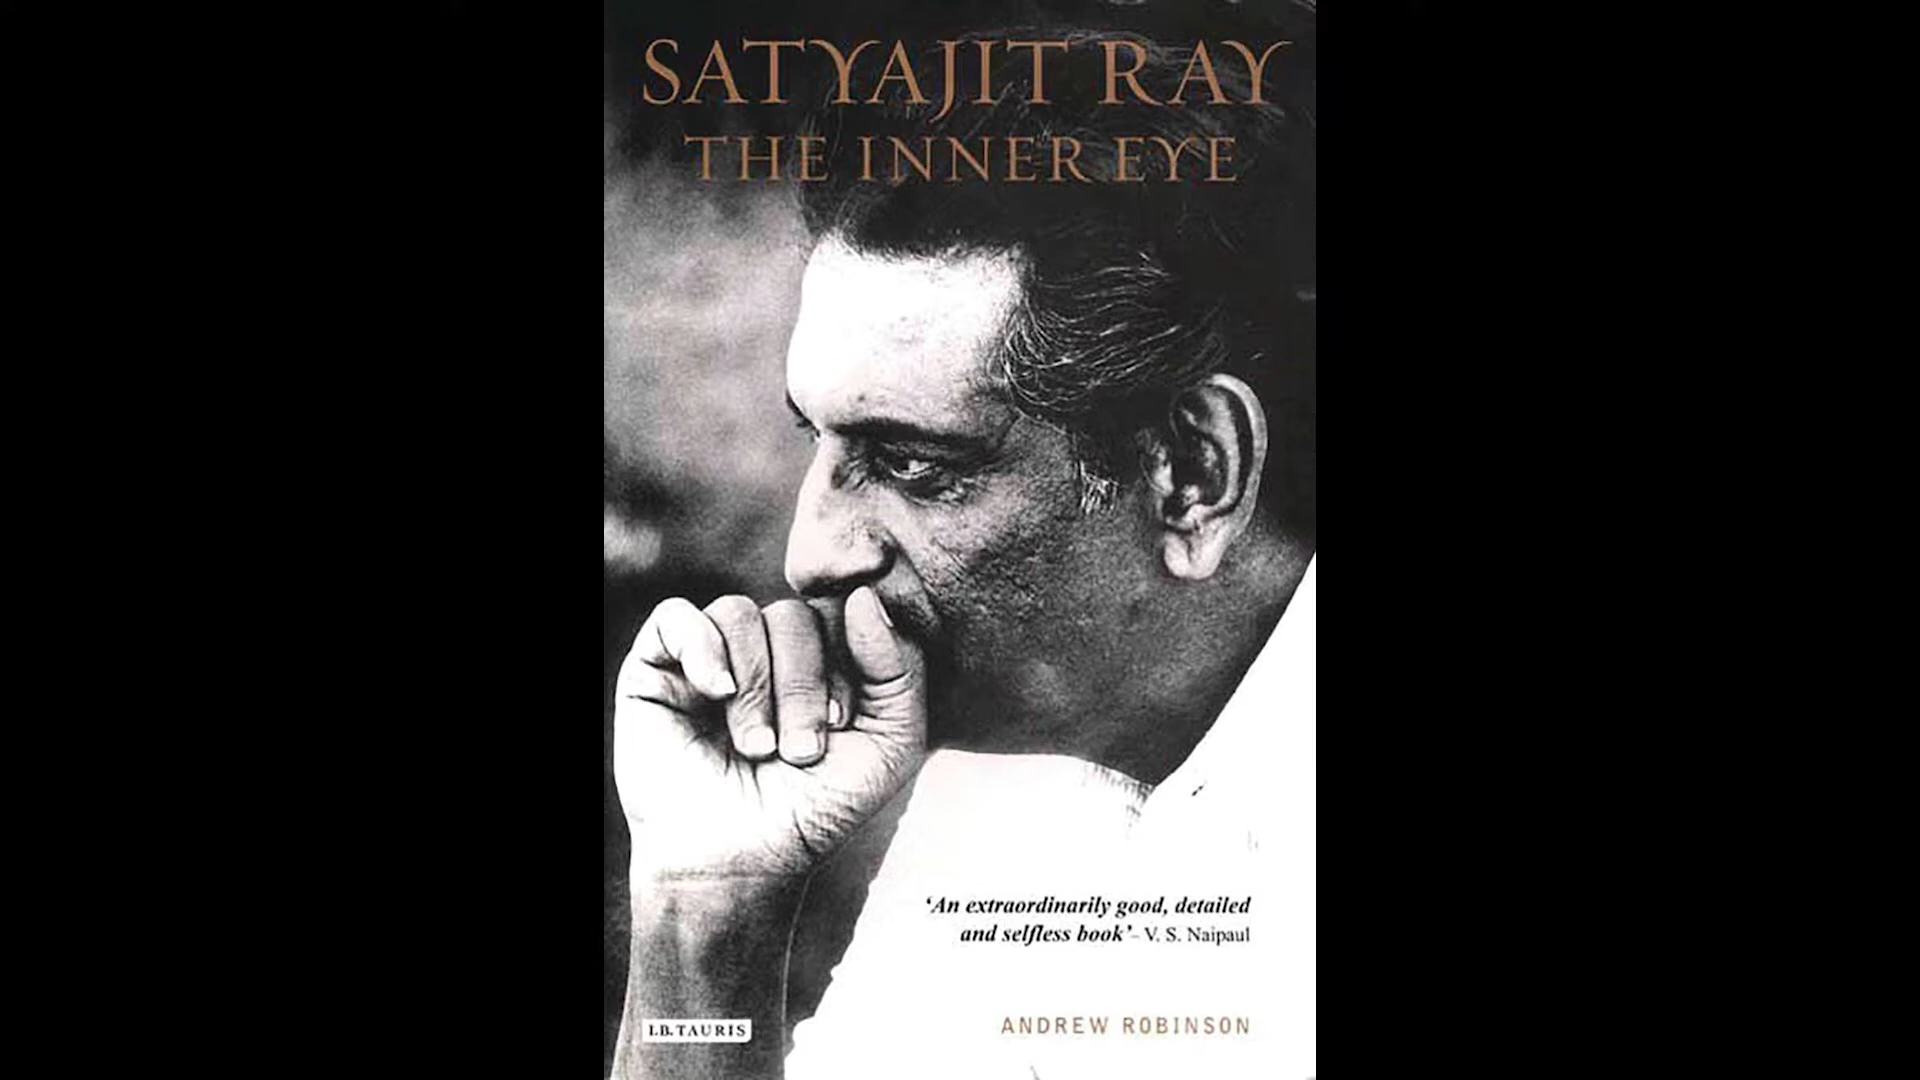 SATYAJIT RAY
THE INNER EYE
‘An extraordinarily good, detailed
and selfless book’– V. S. Naipaul
ANDREW ROBINSON
I.B.TAURIS